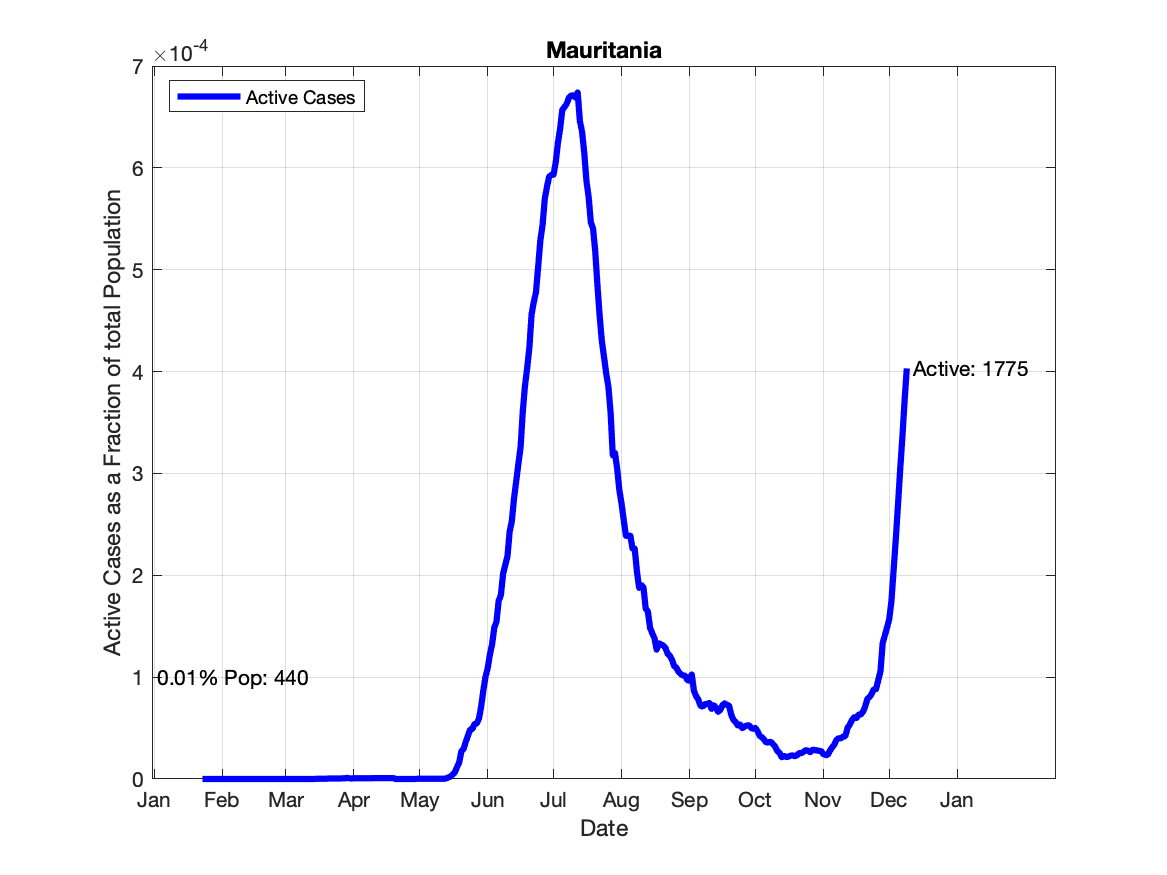 Mauritania
×10⁻⁴
Active Cases
7
6
5
4
3
2
1
0
Active Cases as a Fraction of total Population
Active: 1775
0.01% Pop: 440
Jan Feb Mar Apr May Jun Jul Aug Sep Oct Nov Dec Jan
Date